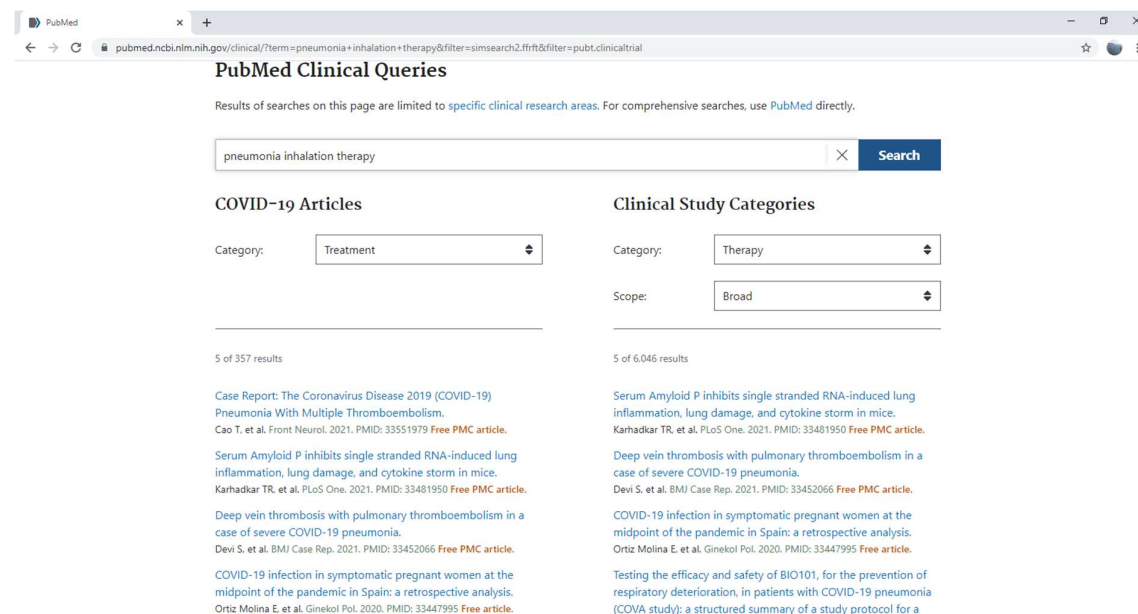 PubMed
pubmed.ncbi.nlm.nih.gov/clinical/?term=pneumonia+inhalation+therapy&filter=simsearch2.ffrft&filter=pubt.clinicaltrial
PubMed Clinical Queries
Results of searches on this page are limited to specific clinical research areas. For comprehensive searches, use PubMed directly.
pneumonia inhalation therapy
Search
COVID-19 Articles
Category:
Treatment
5 of 357 results
Case Report: The Coronavirus Disease 2019 (COVID-19)
Pneumonia With Multiple Thromboembolism.
Cao T, et al. Front Neurol. 2021. PMID: 33551979 Free PMC article.
Serum Amyloid P inhibits single stranded RNA-induced lung
inflammation, lung damage, and cytokine storm in mice.
Karhadkar TR, et al. PLoS One. 2021. PMID: 33481950 Free PMC article.
Deep vein thrombosis with pulmonary thromboembolism in a
case of severe COVID-19 pneumonia.
Devi S, et al. BMJ Case Rep. 2021. PMID: 33452066 Free PMC article.
COVID-19 infection in symptomatic pregnant women at the
midpoint of the pandemic in Spain: a retrospective analysis.
Ortiz Molina E, et al. Ginekol Pol. 2020. PMID: 33447995 Free article.
Clinical Study Categories
Category:
Therapy
Scope:
Broad
5 of 6,046 results
Serum Amyloid P inhibits single stranded RNA-induced lung
inflammation, lung damage, and cytokine storm in mice.
Karhadkar TR, et al. PLoS One. 2021. PMID: 33481950 Free PMC article.
Deep vein thrombosis with pulmonary thromboembolism in a
case of severe COVID-19 pneumonia.
Devi S, et al. BMJ Case Rep. 2021. PMID: 33452066 Free PMC article.
COVID-19 infection in symptomatic pregnant women at the
midpoint of the pandemic in Spain: a retrospective analysis.
Ortiz Molina E, et al. Ginekol Pol. 2020. PMID: 33447995 Free article.
Testing the efficacy and safety of BIO101, for the prevention of
respiratory deterioration, in patients with COVID-19 pneumonia
(COVA study): a structured summary of a study protocol for a